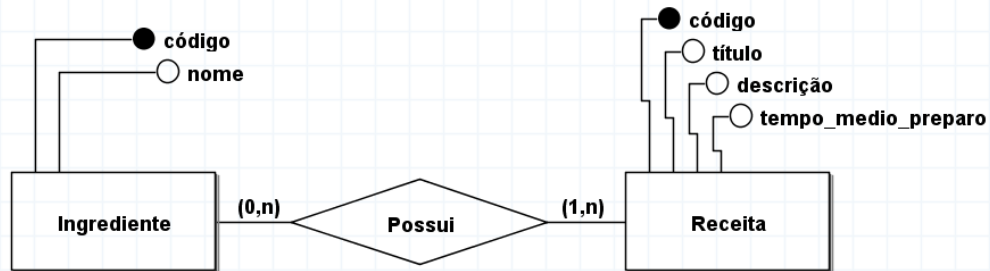 código
nome
código
título
descrição
tempo_medio_preparo
Ingrediente
(0,n)
Possui
(1,n)
Receita